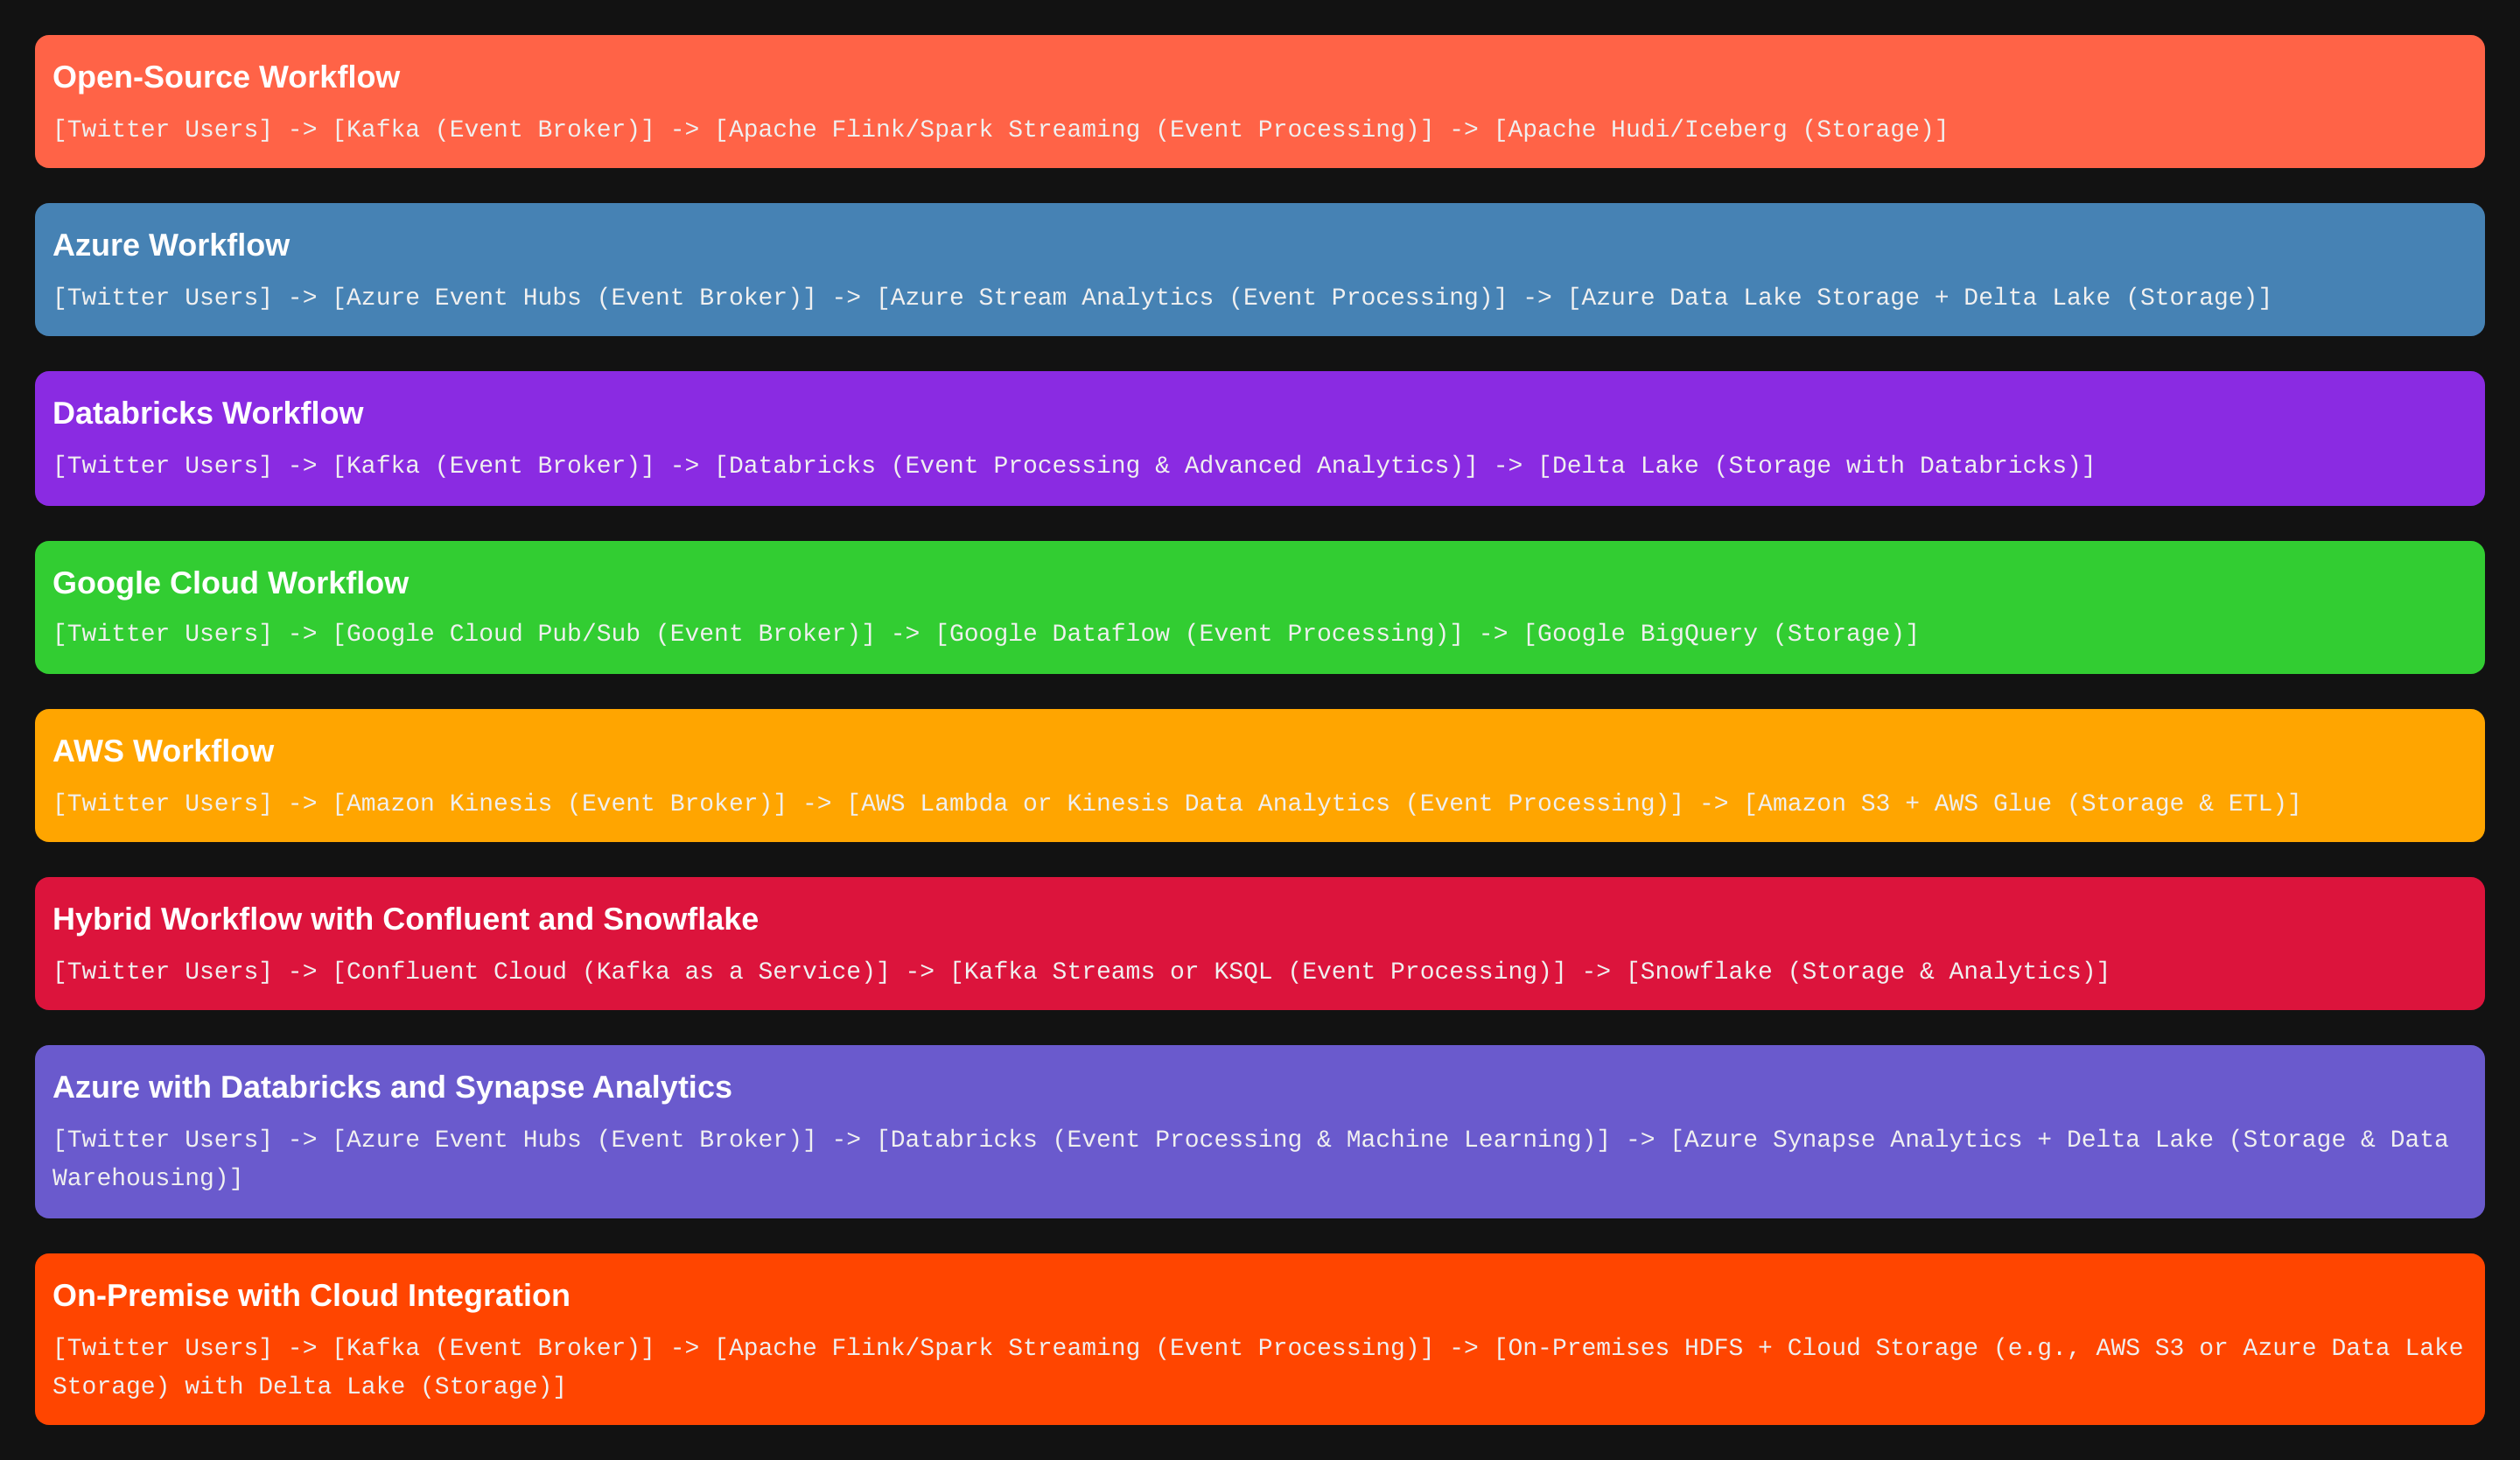 Open-Source Workflow
[Twitter Users] -> [Kafka (Event Broker)] -> [Apache Flink/Spark Streaming (Event Processing)] -> [Apache Hudi/Iceberg (Storage)]
Azure Workflow
[Twitter Users] -> [Azure Event Hubs (Event Broker)] -> [Azure Stream Analytics (Event Processing)] -> [Azure Data Lake Storage + Delta Lake (Storage)]
Databricks Workflow
[Twitter Users] -> [Kafka (Event Broker)] -> [Databricks (Event Processing & Advanced Analytics)] -> [Delta Lake (Storage with Databricks)]
Google Cloud Workflow
[Twitter Users] -> [Google Cloud Pub/Sub (Event Broker)] -> [Google Dataflow (Event Processing)] -> [Google BigQuery (Storage)]
AWS Workflow
[Twitter Users] -> [Amazon Kinesis (Event Broker)] -> [AWS Lambda or Kinesis Data Analytics (Event Processing)] -> [Amazon S3 + AWS Glue (Storage & ETL)]
Hybrid Workflow with Confluent and Snowflake
[Twitter Users] -> [Confluent Cloud (Kafka as a Service)] -> [Kafka Streams or KSQL (Event Processing)] -> [Snowflake (Storage & Analytics)]
Azure with Databricks and Synapse Analytics
[Twitter Users] -> [Azure Event Hubs (Event Broker)] -> [Databricks (Event Processing & Machine Learning)] -> [Azure Synapse Analytics + Delta Lake (Storage & Data
Warehousing)]
On-Premise with Cloud Integration
[Twitter Users] -> [Kafka (Event Broker)] -> [Apache Flink/Spark Streaming (Event Processing)] -> [On-Premises HDFS + Cloud Storage (e.g., AWS S3 or Azure Data Lake
Storage) with Delta Lake (Storage)]